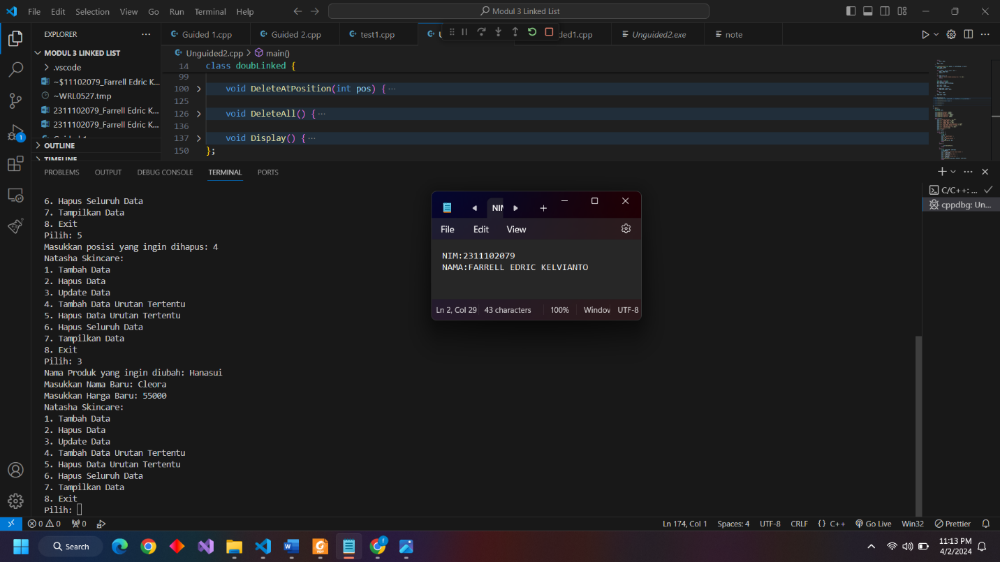 File Edit Selection View Go Run Terminal Help
Modul 3 Linked List
EXPLORER
MODUL 3 LINKED LIST
.vscode
~$11102079_Farrell Edric K...
~WRL0527.tmp
2311102079_Farrell Edric K...
2311102079_Farrell Edric K...
OUTLINE
TIMELINE
1
Guided 1.cpp
Guided 2.cpp
test1.cpp
ded1.cpp
Unguided2.exe
note
Unguided2.cpp > main()
14 class doubLinked {
99
100 void DeleteAtPosition(int pos) { ...
125
126 void DeleteAll() { ...
136
137 void Display() { ...
150 };
PROBLEMS OUTPUT DEBUG CONSOLE TERMINAL PORTS
C/C++: ...
cppdbg: Un...
6. Hapus Seluruh Data
7. Tampilkan Data
8. Exit
Pilih: 5
Masukkan posisi yang ingin dihapus: 4
Natasha Skincare:
1. Tambah Data
2. Hapus Data
3. Update Data
4. Tambah Data Urutan Tertentu
5. Hapus Data Urutan Tertentu
6. Hapus Seluruh Data
7. Tampilkan Data
8. Exit
Pilih: 3
Nama Produk yang ingin diubah: Hanasui
Masukkan Nama Baru: Cleora
Masukkan Harga Baru: 55000
Natasha Skincare:
1. Tambah Data
2. Hapus Data
3. Update Data
4. Tambah Data Urutan Tertentu
5. Hapus Data Urutan Tertentu
6. Hapus Seluruh Data
7. Tampilkan Data
8. Exit
Pilih:
NIM
File Edit View
NIM:2311102079
NAMA:FARRELL EDRIC KELVIANTO
Ln 2, Col 29 43 characters 100% Window UTF-8
0 0 0 Ln 174, Col 1 Spaces: 4 UTF-8 CRLF {} C++ Go Live Win32 Prettier
Search
11:13 PM
4/2/2024